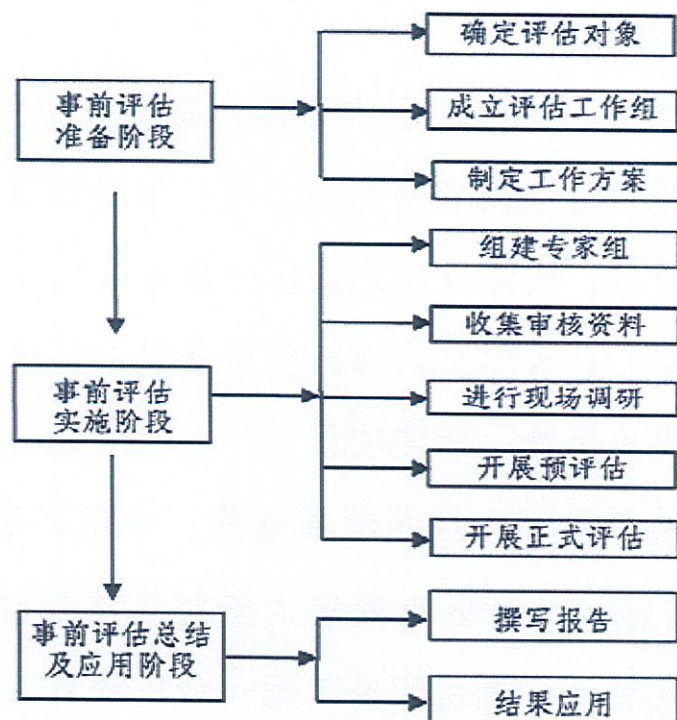 事前评估
准备阶段
确定评估对象
成立评估工作组
制定工作方案
事前评估
实施阶段
组建专家组
收集审核资料
进行现场调研
开展预评估
开展正式评估
事前评估总结
及应用阶段
撰写报告
结果应用